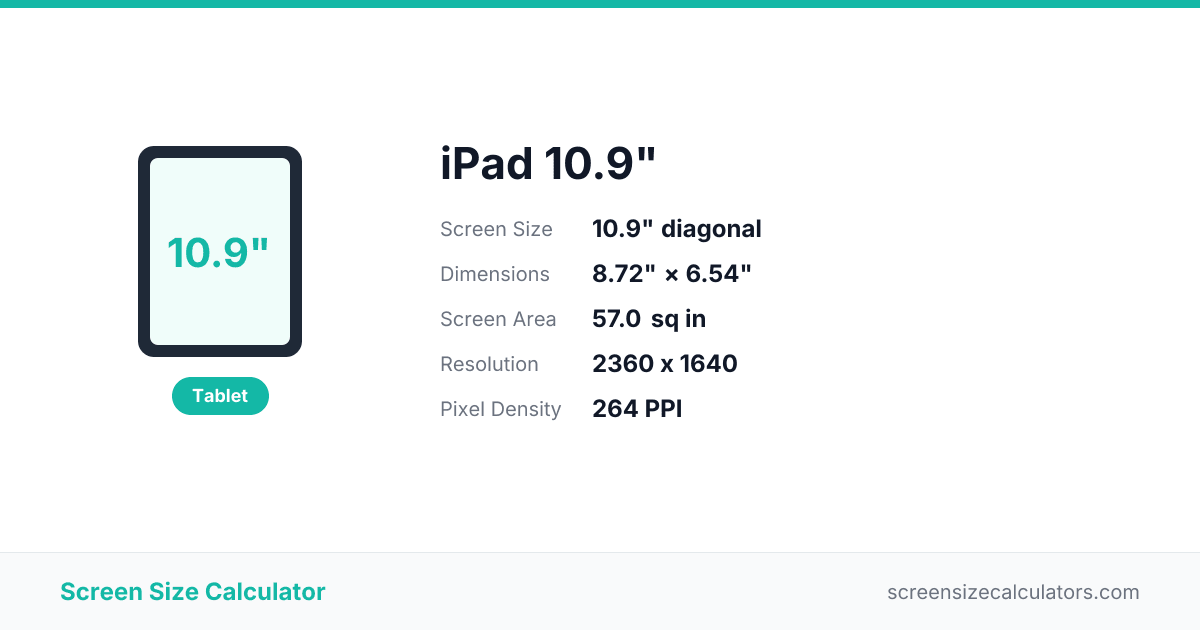 10.9"
Tablet
iPad 10.9"
Screen Size 10.9" diagonal
Dimensions 8.72" × 6.54"
Screen Area 57.0 sq in
Resolution 2360 x 1640
Pixel Density 264 PPI
Screen Size Calculator
screensizecalculators.com